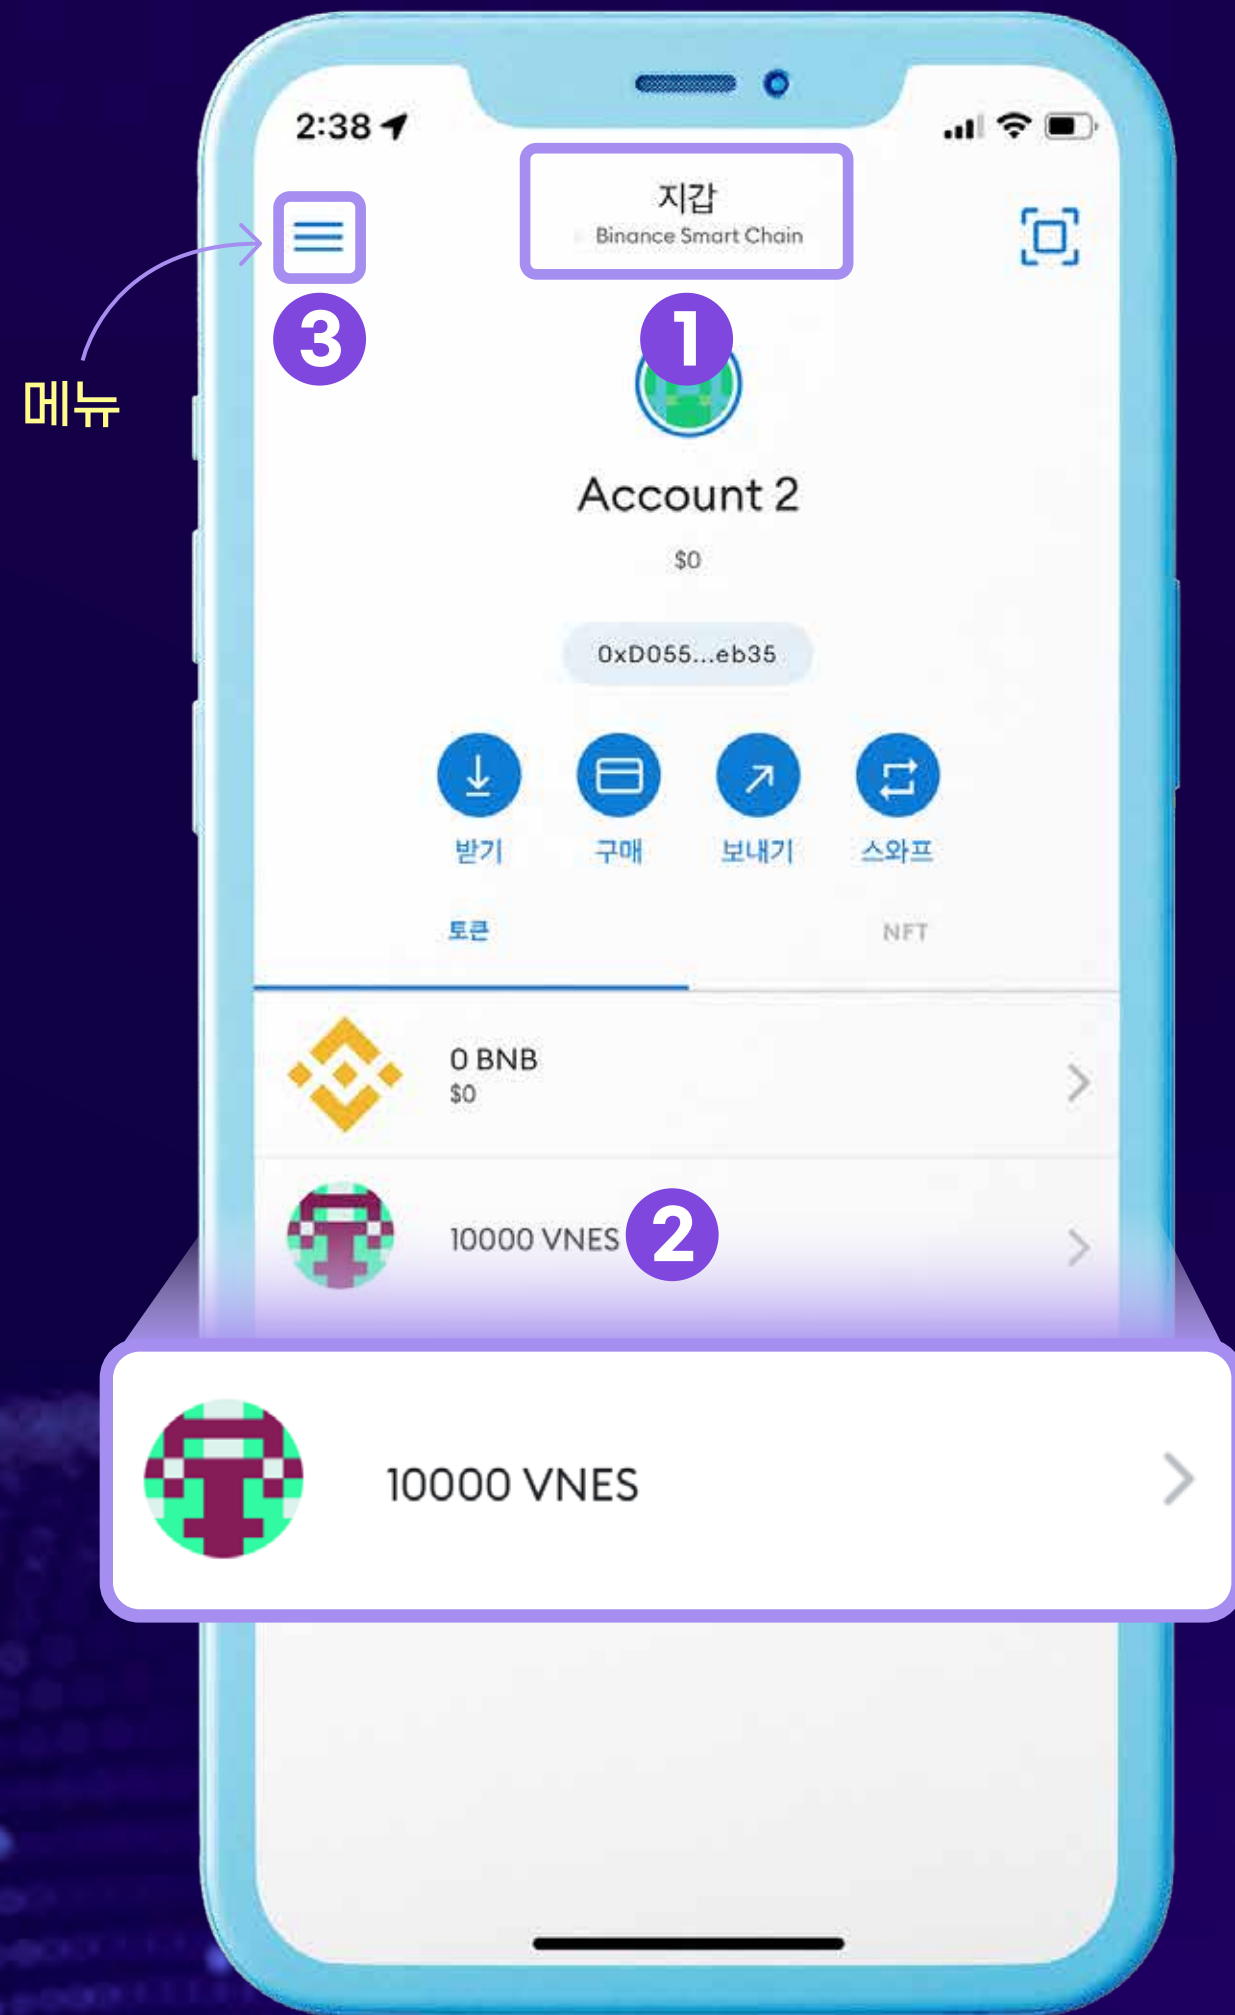 2:38
지갑
Binance Smart Chain
3
1
메뉴
Account 2
$0
0xD055...eb35
받기
구매
보내기
스와프
토큰
NFT
0 BNB
$0
10000 VNES
2
10000 VNES